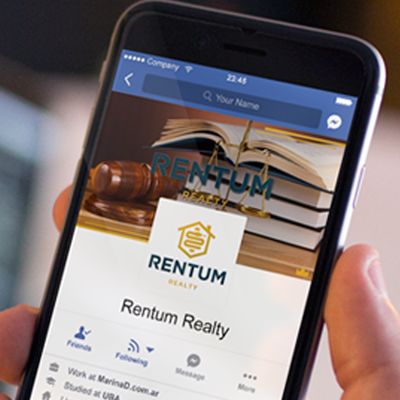 Company
23:45
Your Name
RENTUM
REALTY
RENTUM
REALTY
Rentum Realty
Friends
Following
Message
More
Work at MarinaD.com.ar
Studied at UBA